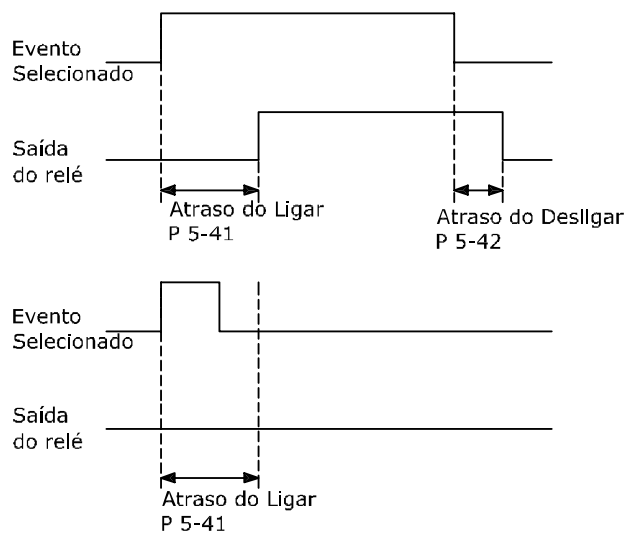 Evento
Selecionado
Saída
do relé
Atraso do Ligar
P 5-41
Atraso do Desligar
P 5-42
Evento
Selecionado
Saída
do relé
Atraso do Ligar
P 5-41